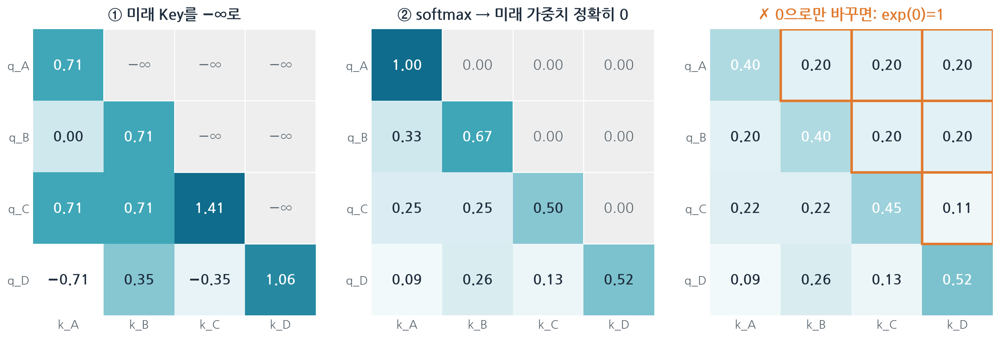 ① 미래 Key를 −∞로
q_A 0.71 −∞ −∞ −∞
q_B 0.00 0.71 −∞ −∞
q_C 0.71 0.71 1.41 −∞
q_D −0.71 0.35 −0.35 1.06
k_A k_B k_C k_D
② softmax → 미래 가중치 정확히 0
q_A 1.00 0.00 0.00 0.00
q_B 0.33 0.67 0.00 0.00
q_C 0.25 0.25 0.50 0.00
q_D 0.09 0.26 0.13 0.52
k_A k_B k_C k_D
✗ 0으로만 바꾸면: exp(0)=1
q_A 0.40 0.20 0.20 0.20
q_B 0.20 0.40 0.20 0.20
q_C 0.22 0.22 0.45 0.11
q_D 0.09 0.26 0.13 0.52
k_A k_B k_C k_D